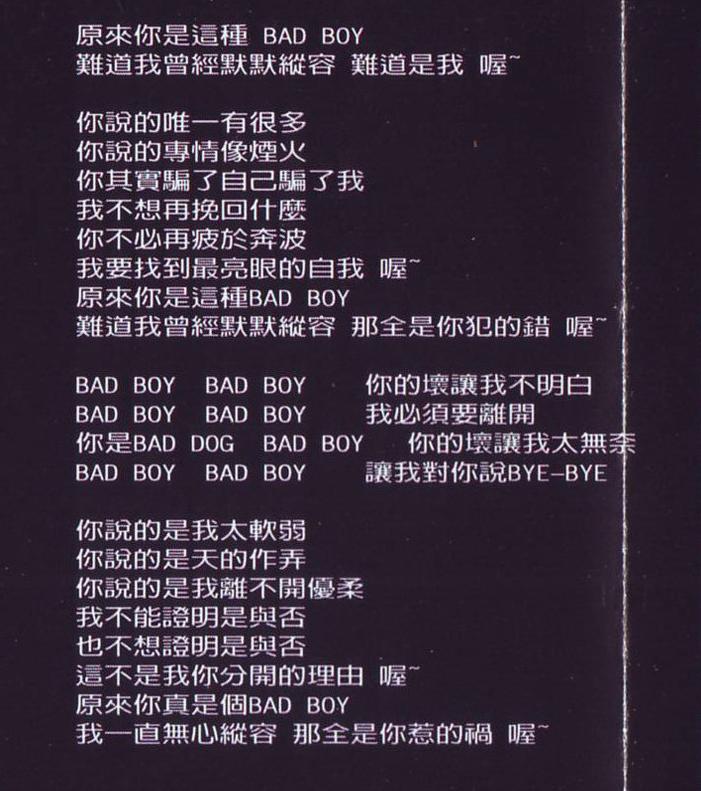 原來你是這種 BAD BOY
難道我曾經默默縱容 難道是我 喔~
你說的唯一有很多
你說的專情像煙火
你其實騙了自己騙了我
我不想再挽回什麼
你不必再疲於奔波
我要找到最亮眼的自我 喔~
原來你是這種BAD BOY
難道我曾經默默縱容 那全是你犯的錯 喔~
BAD BOY BAD BOY 你的壞讓我不明白
BAD BOY BAD BOY 我必須要離開
你是BAD DOG BAD BOY 你的壞讓我太無奈
BAD BOY BAD BOY 讓我對你說BYE-BYE
你說的是我太軟弱
你說的是天的作弄
你說的是我離不開優柔
我不能證明是與否
也不想證明是與否
這不是我你分開的理由 喔~
原來你真是個BAD BOY
我一直無心縱容 那全是你惹的禍 喔~